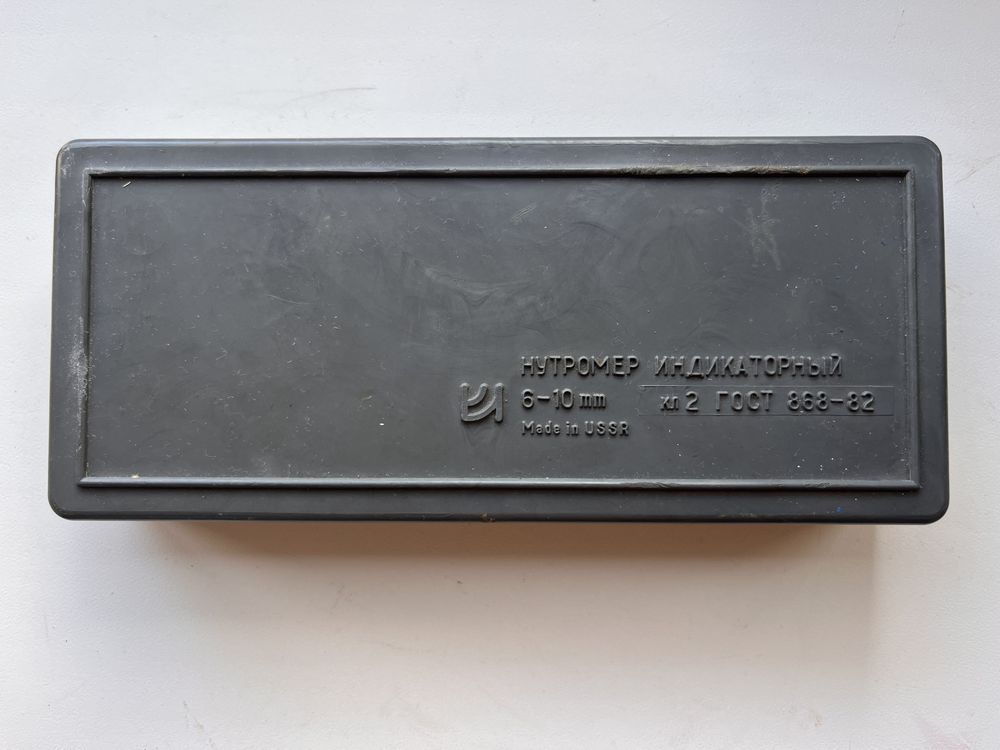 НУТРОМЕР ИНДИКАТОРНЫЙ
6-10 mm кл 2 ГОСТ 868-82
Made in USSR